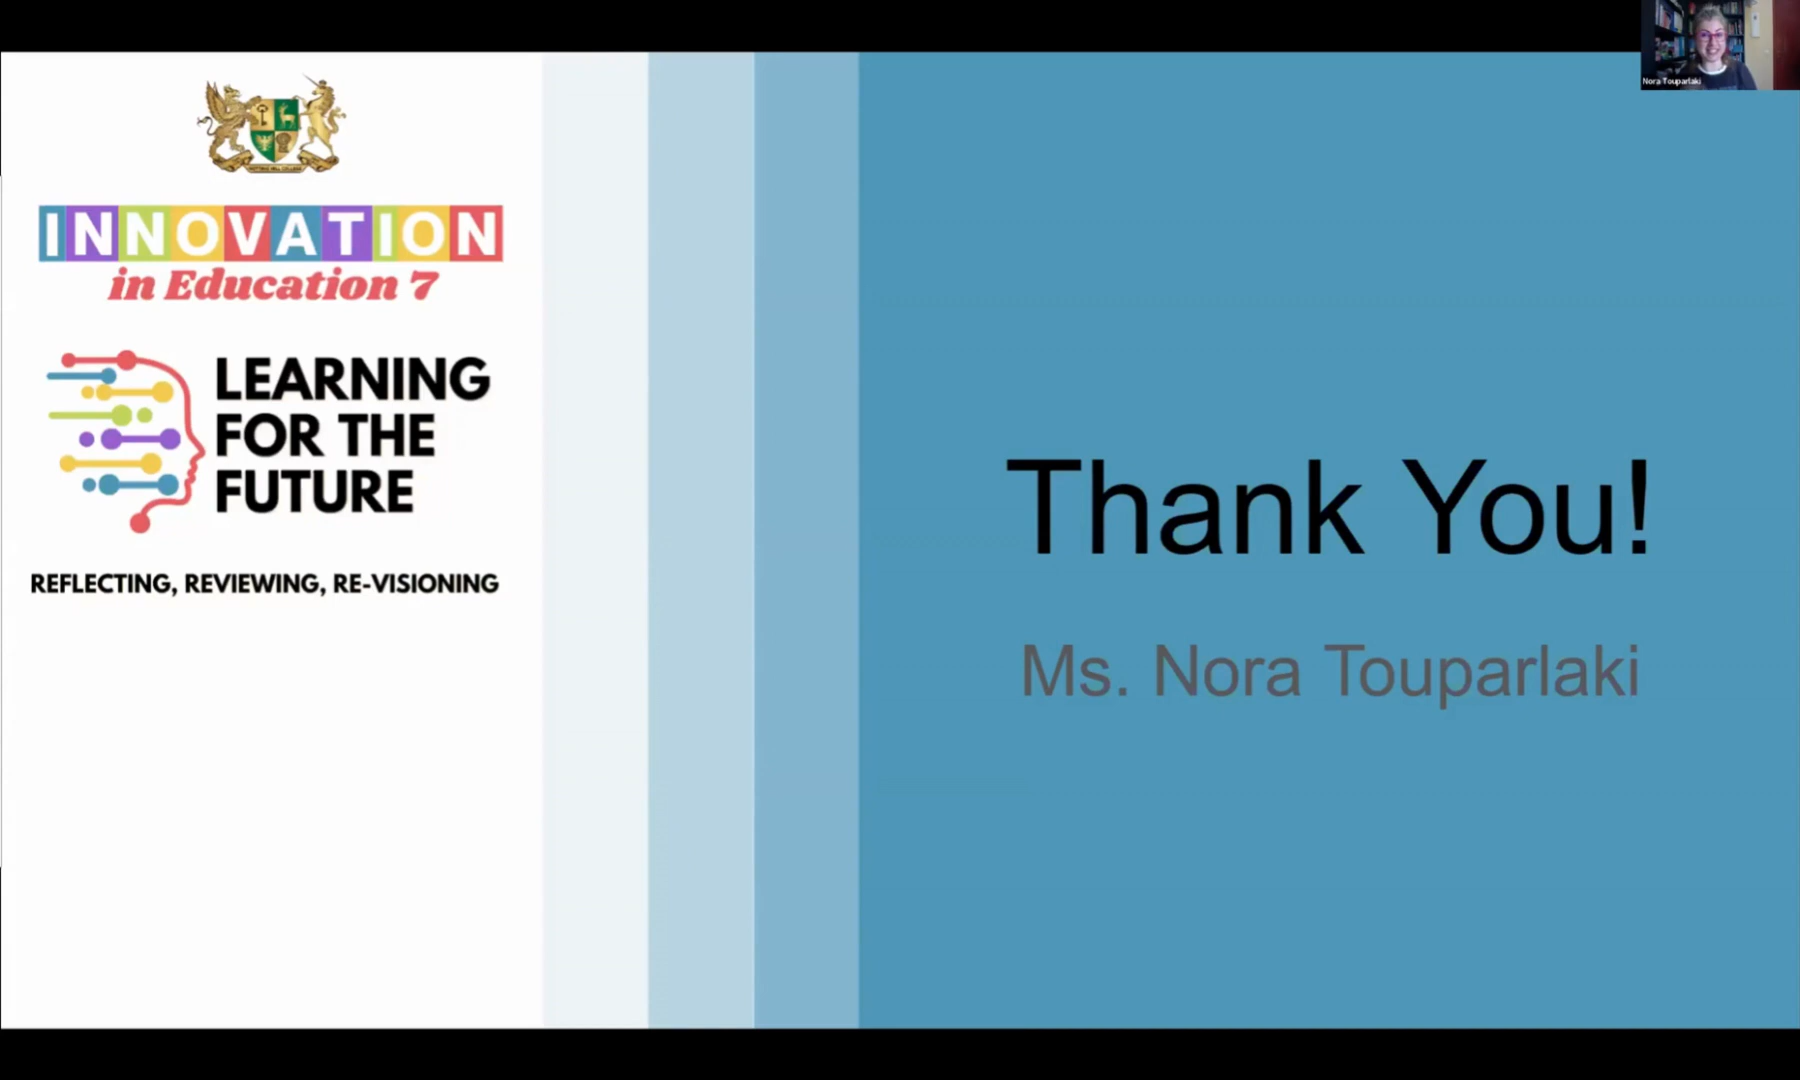 INNOVATION
in Education 7
LEARNING
FOR THE
FUTURE
REFLECTING, REVIEWING, RE-VISIONING
Thank You!
Ms. Nora Touparlaki
Nora Touparlaki